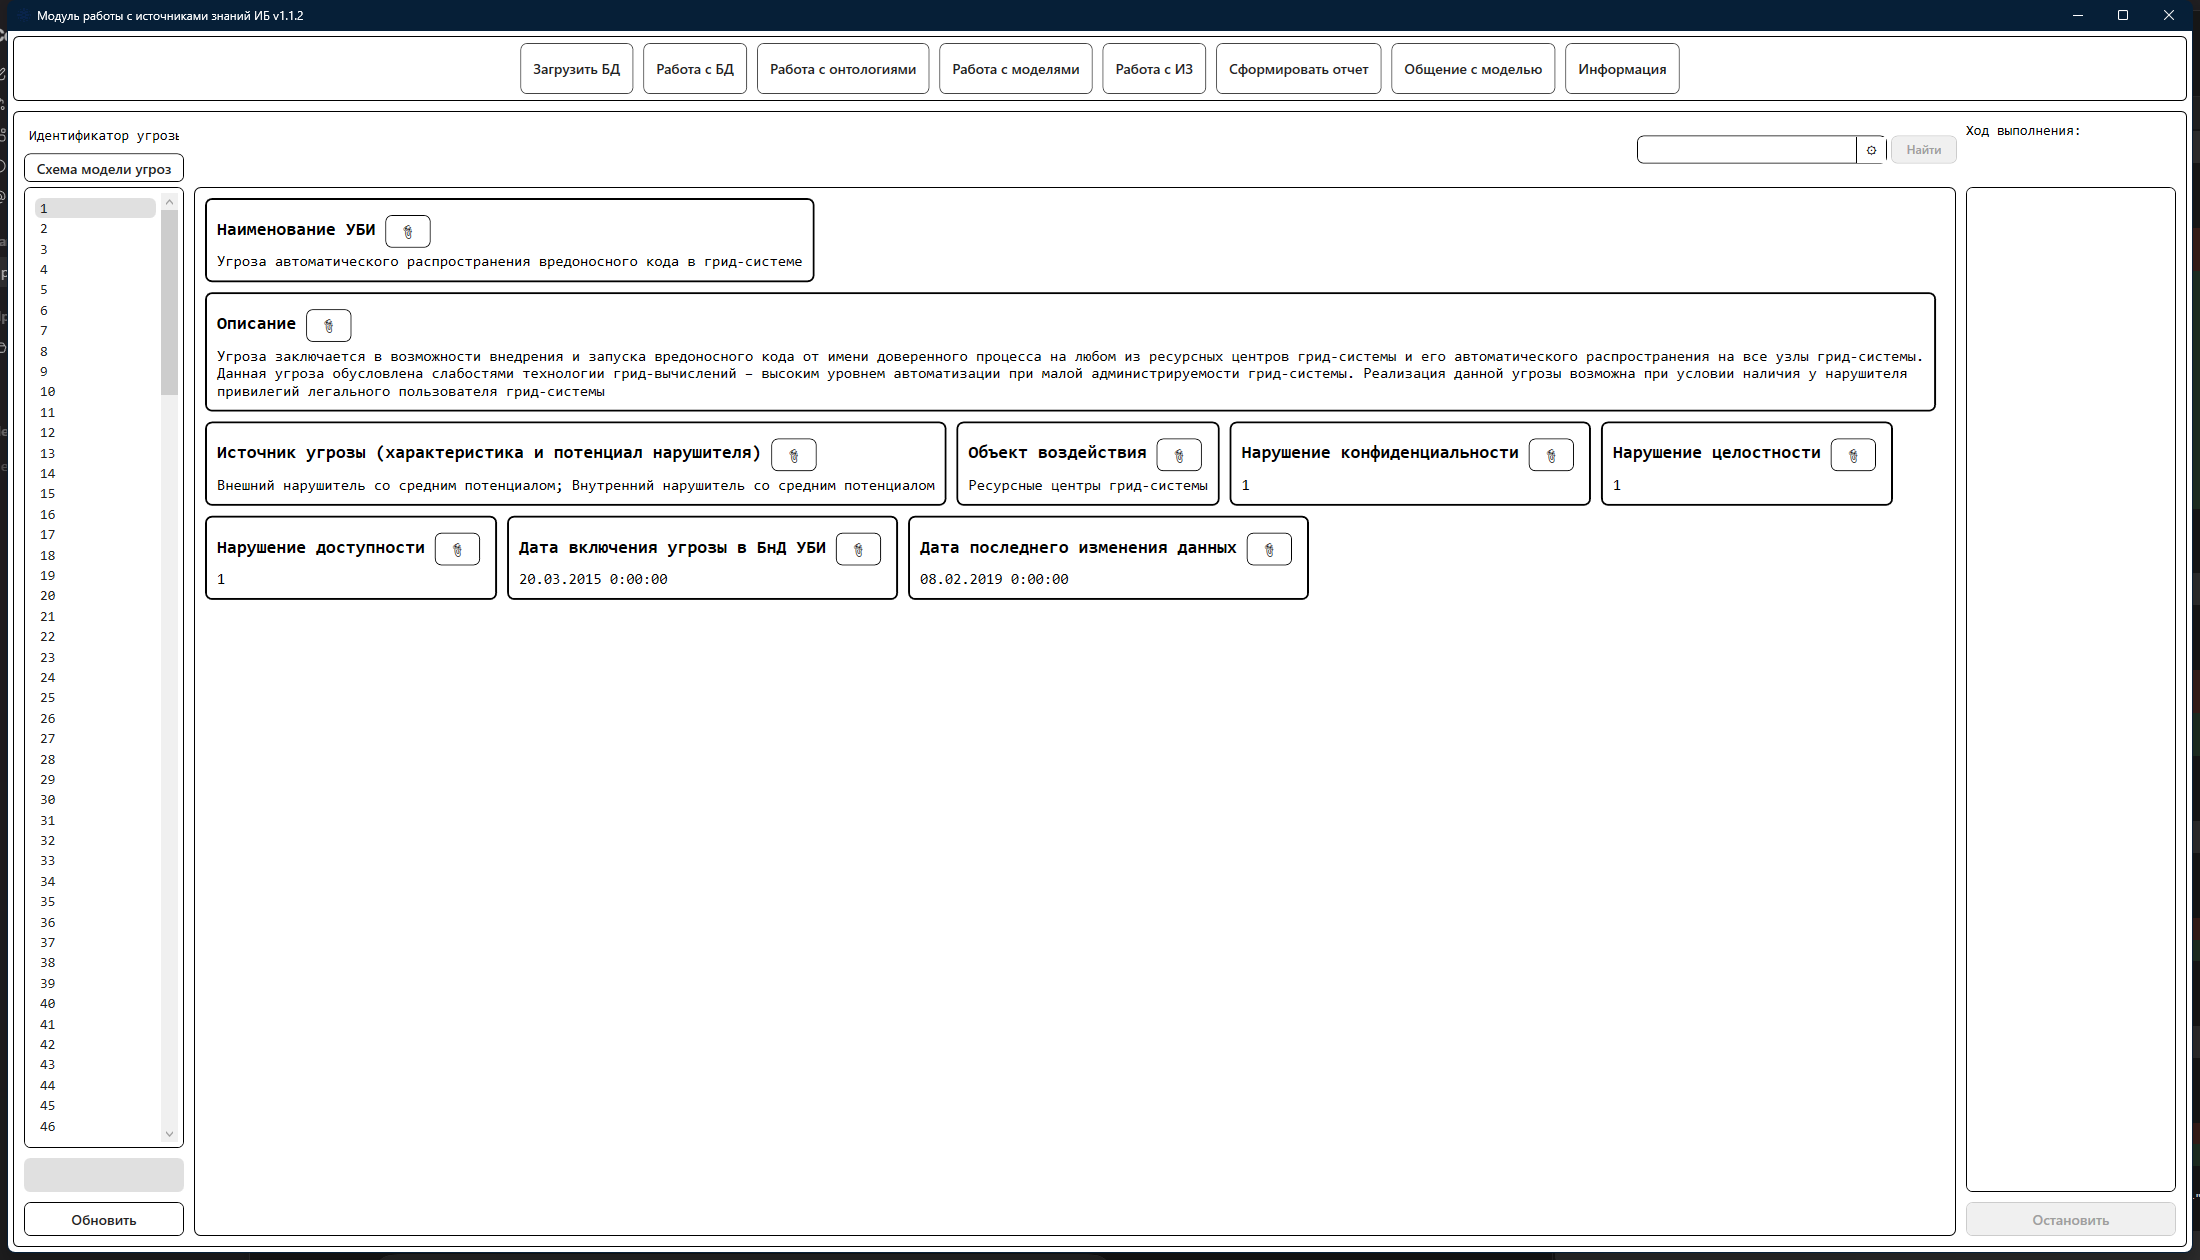 Модуль работы с источниками знаний ИБ v1.1.2
Загрузить БД
Работа с БД
Работа с онтологиями
Работа с моделями
Работа с ИЗ
Сформировать отчет
Общение с моделью
Информация
Идентификатор угрозы
Найти
Ход выполнения:
Схема модели угроз
1
2
3
4
5
6
7
8
9
10
11
12
13
14
15
16
17
18
19
20
21
22
23
24
25
26
27
28
29
30
31
32
33
34
35
36
37
38
39
40
41
42
43
44
45
46
Обновить
Наименование УБИ
Угроза автоматического распространения вредоносного кода в грид-системе
Описание
Угроза заключается в возможности внедрения и запуска вредоносного кода от имени доверенного процесса на любом из ресурсных центров грид-системы и его автоматического распространения на все узлы грид-системы.
Данная угроза обусловлена слабостями технологии грид-вычислений – высоким уровнем автоматизации при малой администрируемости грид-системы. Реализация данной угрозы возможна при условии наличия у нарушителя
привилегий легального пользователя грид-системы
Источник угрозы (характеристика и потенциал нарушителя)
Внешний нарушитель со средним потенциалом; Внутренний нарушитель со средним потенциалом
Объект воздействия
Ресурсные центры грид-системы
Нарушение конфиденциальности
1
Нарушение целостности
1
Нарушение доступности
1
Дата включения угрозы в БнД УБИ
20.03.2015 0:00:00
Дата последнего изменения данных
08.02.2019 0:00:00
Остановить